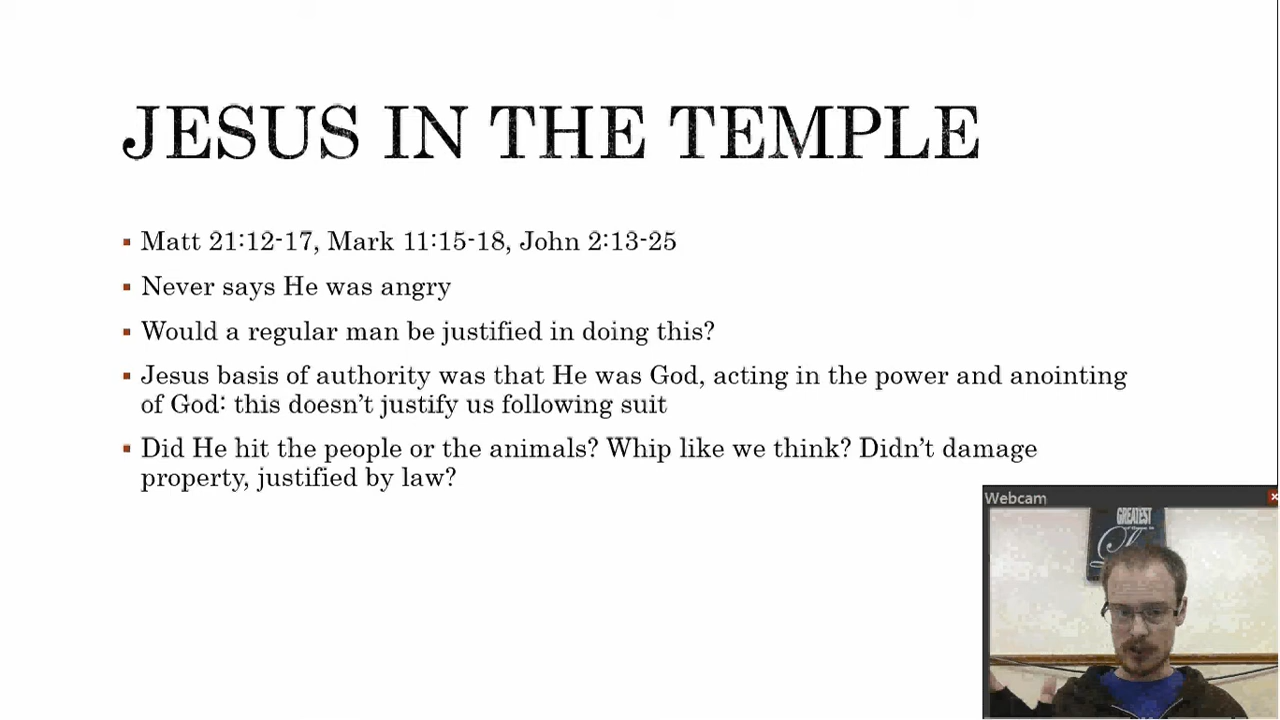 JESUS IN THE TEMPLE
Matt 21:12-17, Mark 11:15-18, John 2:13-25
Never says He was angry
Would a regular man be justified in doing this?
Jesus basis of authority was that He was God, acting in the power and anointing
of God: this doesn't justify us following suit
Did He hit the people or the animals? Whip like we think? Didn't damage
property, justified by law?
Webcam
GREATEST